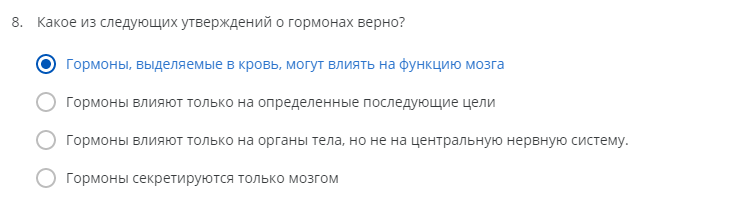 8. Какое из следующих утверждений о гормонах верно?
Гормоны, выделяемые в кровь, могут влиять на функцию мозга
Гормоны влияют только на определенные последующие цели
Гормоны влияют только на органы тела, но не на центральную нервную систему.
Гормоны секретируются только мозгом